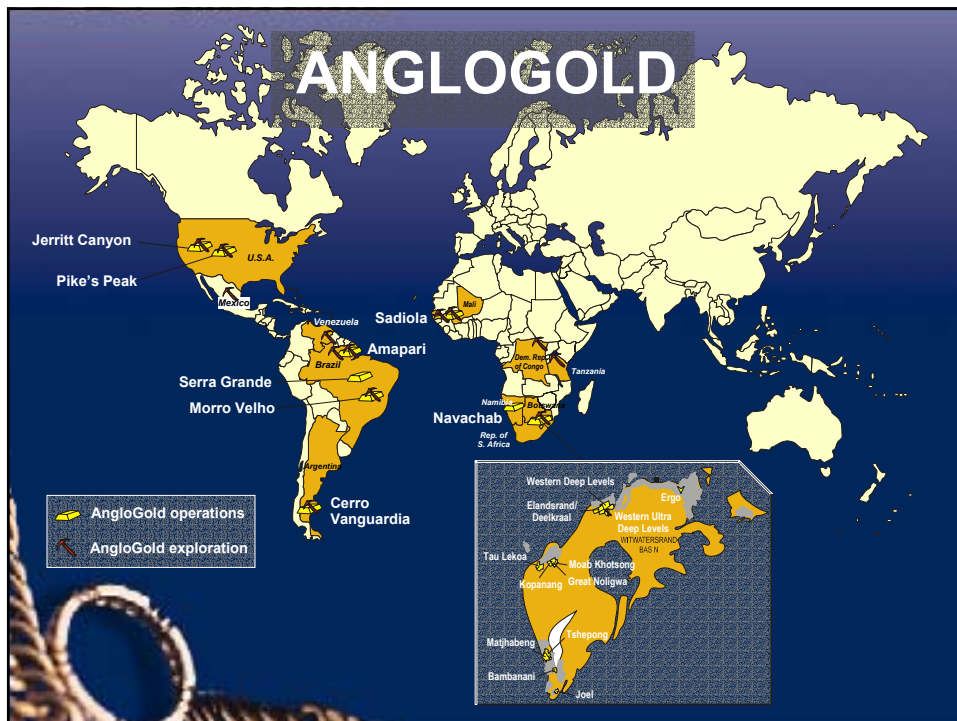 ANGLOGOLD
Jerritt Canyon
U.S.A.
Pike's Peak
Mexico
Venezuela
Sadiola
Mali
Amapari
Brazil
Dem. Rep.
of Congo
Tanzania
Serra Grande
Morro Velho
Namibia
Botswana
Navachab
Rep. of
S. Africa
Argentina
Cerro
Vanguardia
AngloGold operations
AngloGold exploration
Western Deep Levels
Ergo
Elandsrand/
Deelkraal
Western Ultra
Deep Levels
WITWATERSRAND
BASIN
Tau Lekoa
Moab Khotsong
Kopanang
Great Noligwa
Tshepong
Matjhabeng
Bambanani
Joel